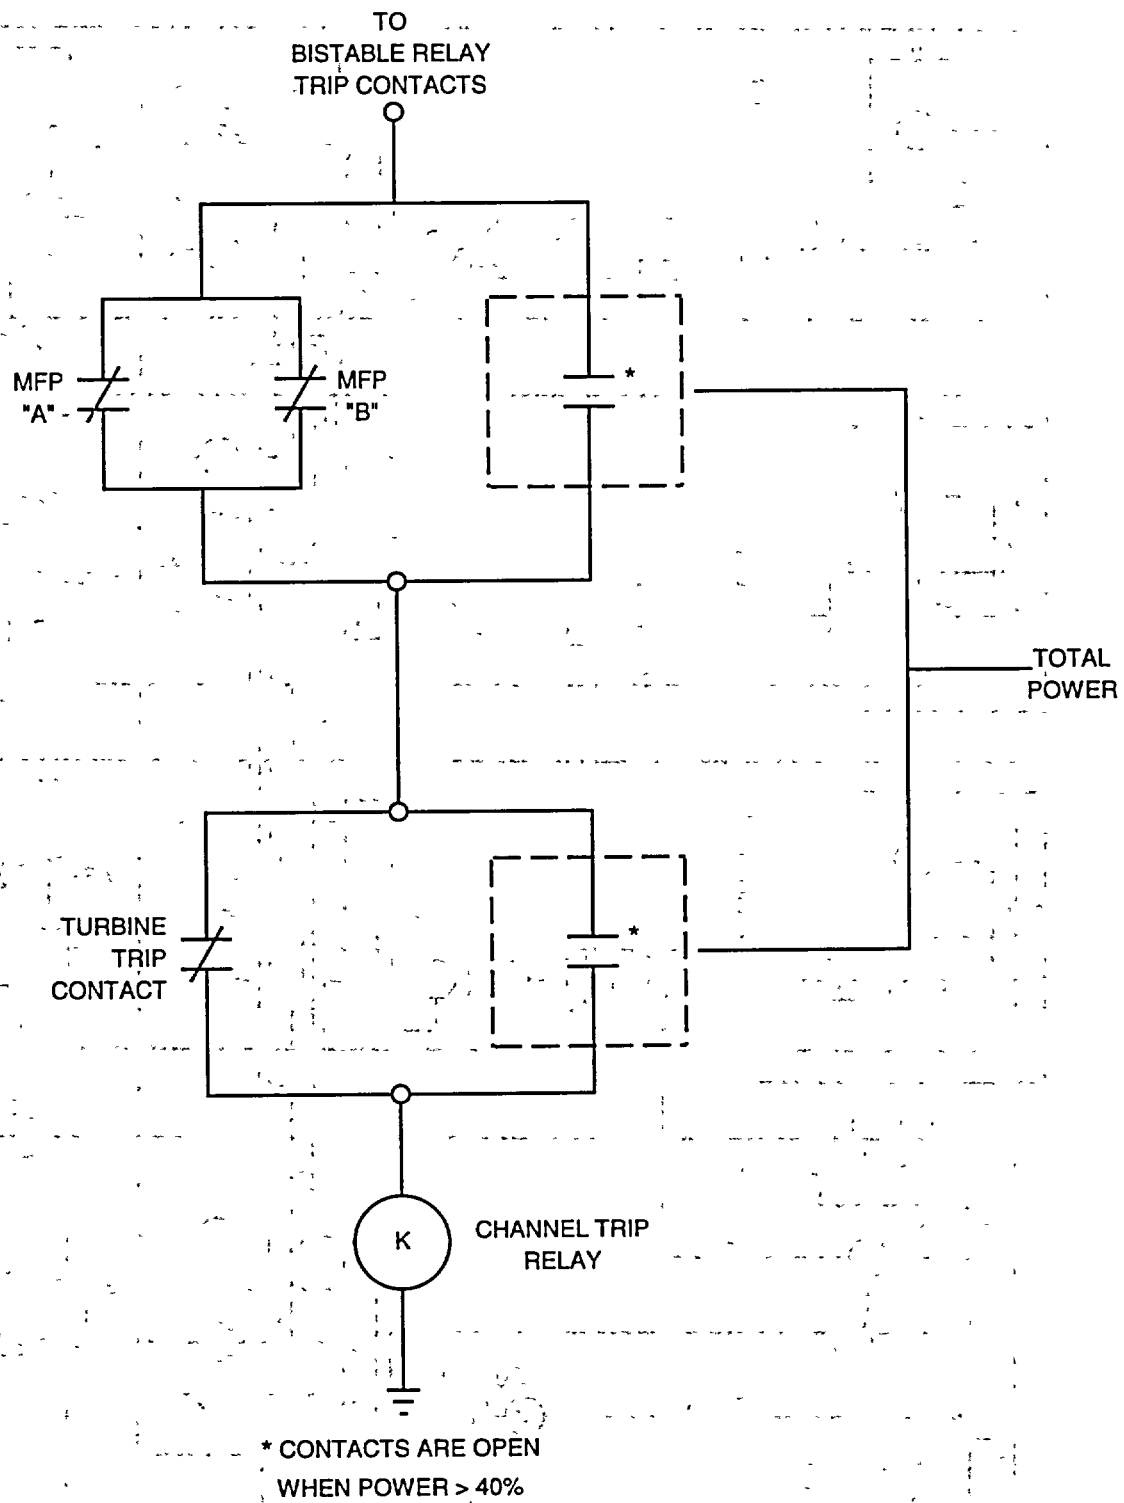 TO
BISTABLE RELAY
TRIP CONTACTS
MFP
"A"
MFP
"B"
*
TOTAL
POWER
TURBINE
TRIP
CONTACT
*
K
CHANNEL TRIP
RELAY
* CONTACTS ARE OPEN
WHEN POWER > 40%